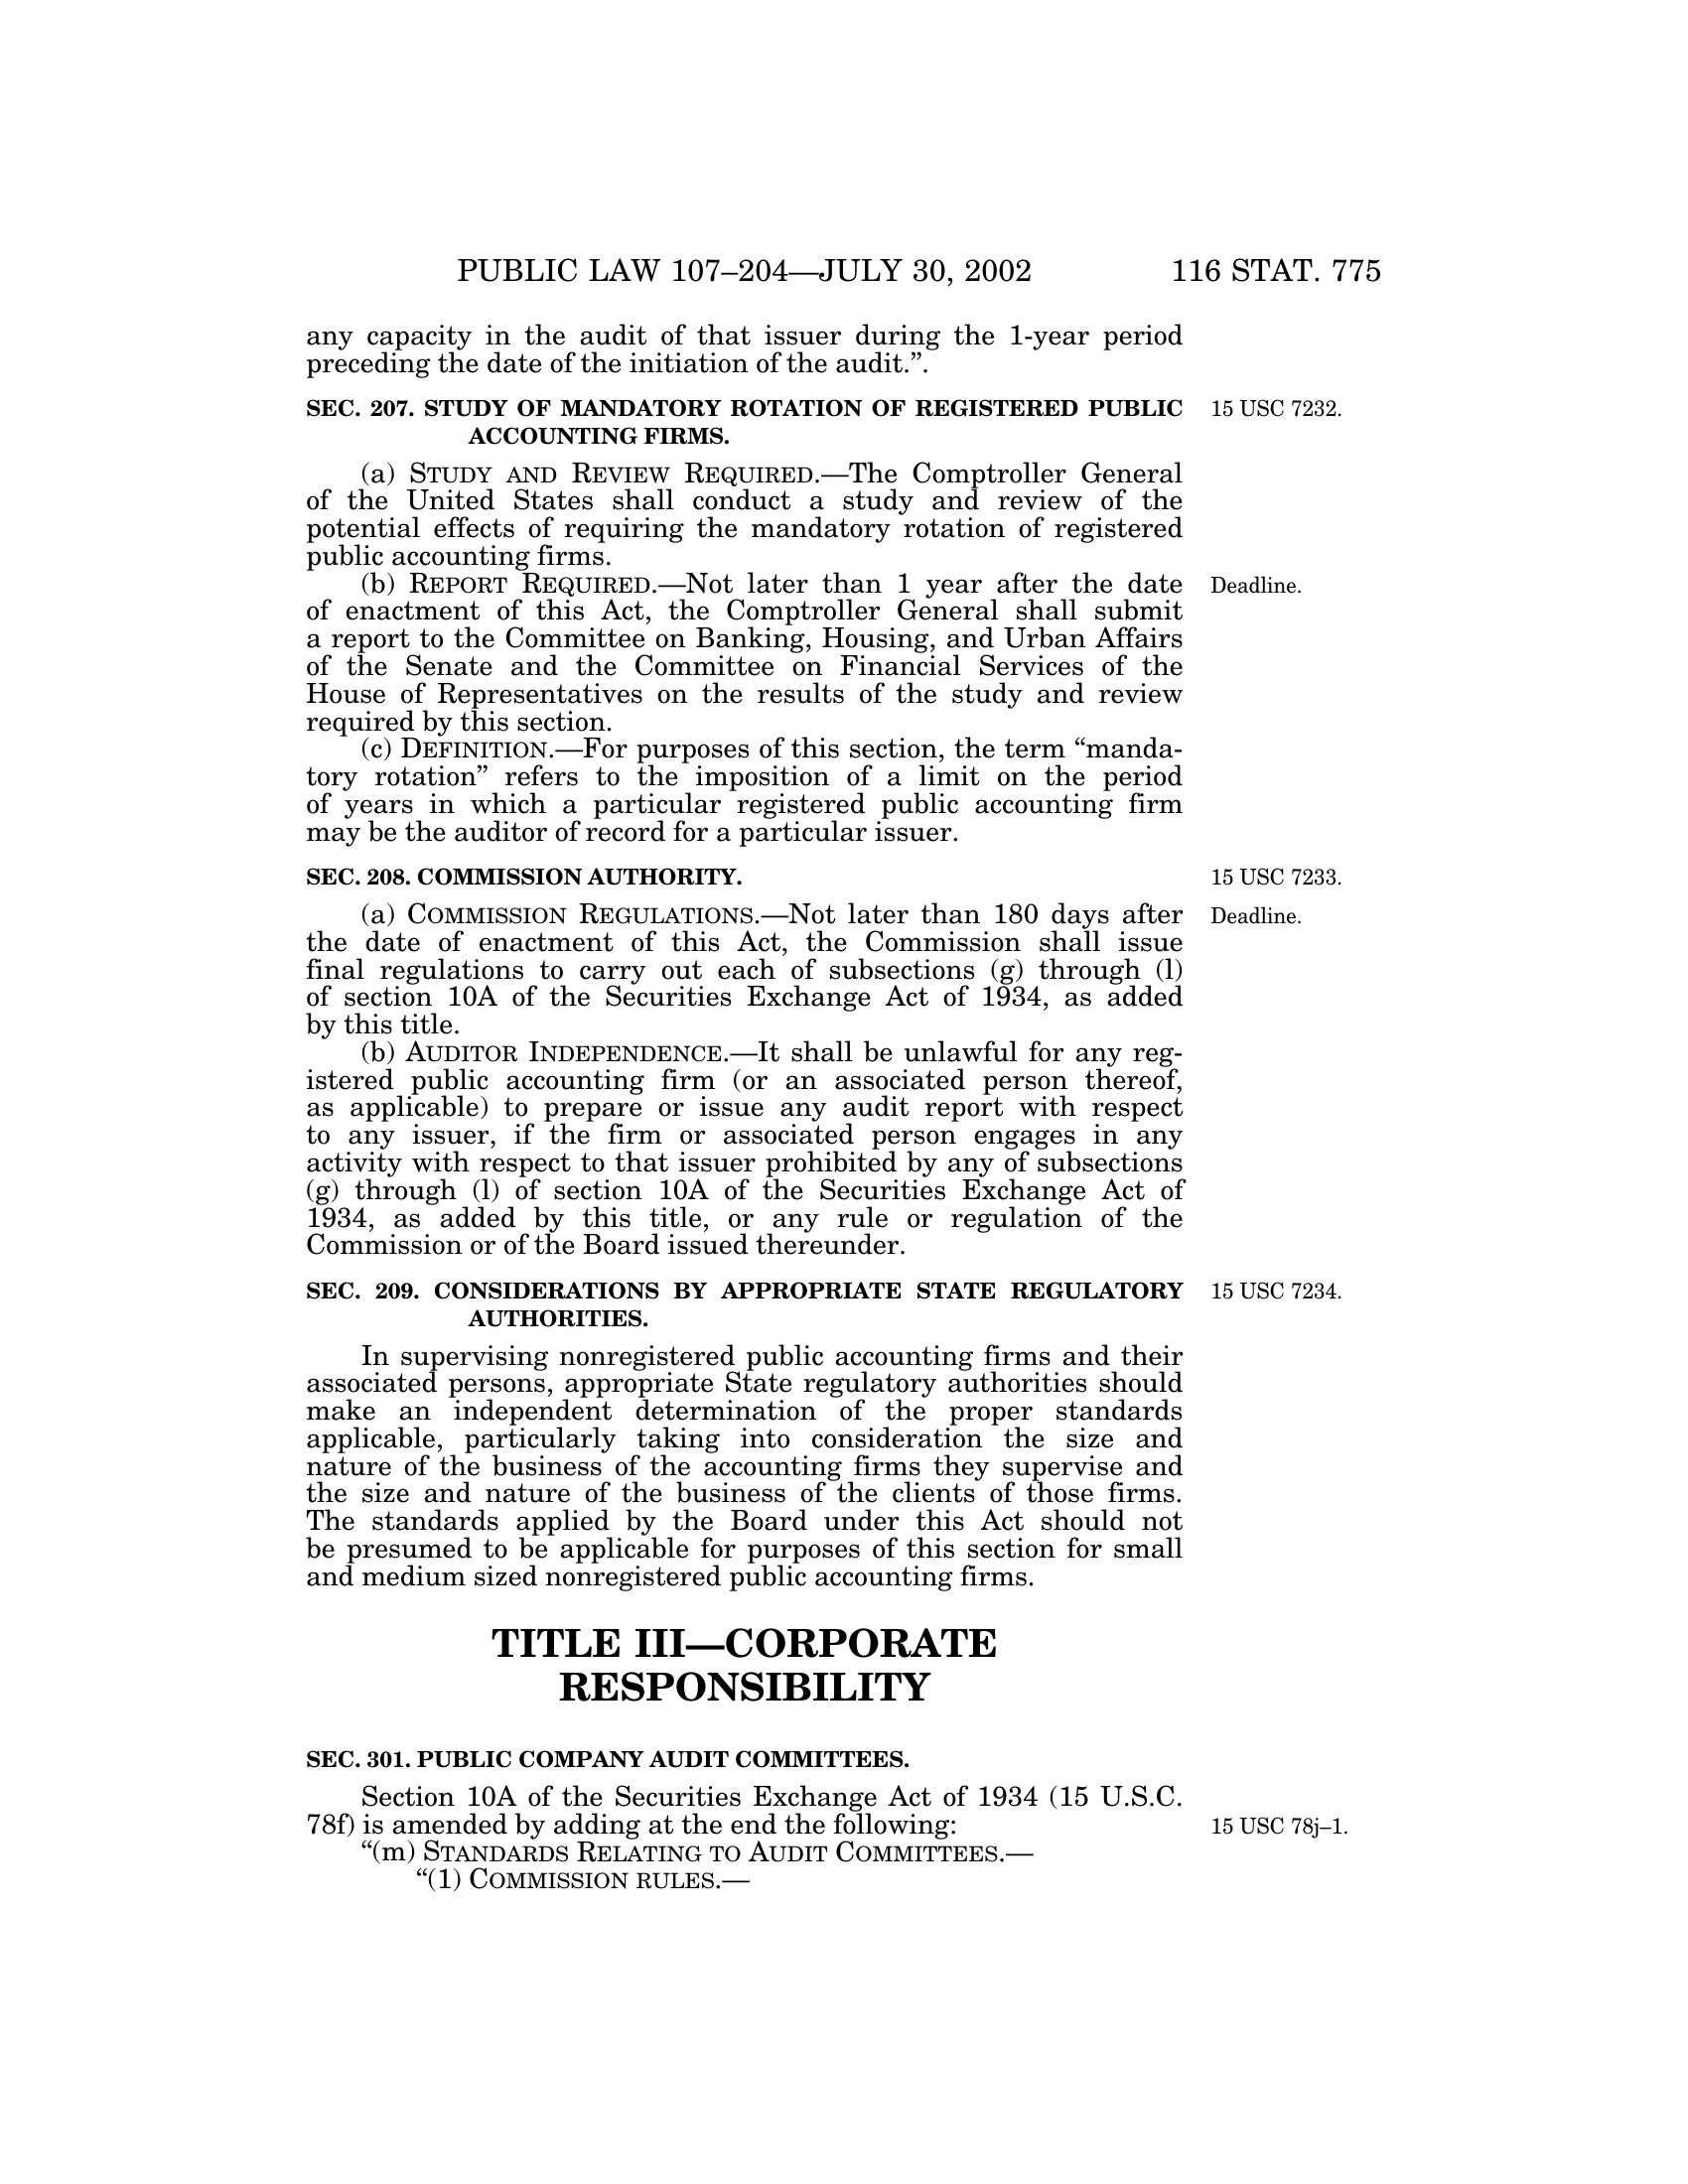 PUBLIC LAW 107–204—JULY 30, 2002 116 STAT. 775
any capacity in the audit of that issuer during the 1-year period
preceding the date of the initiation of the audit.”.
SEC. 207. STUDY OF MANDATORY ROTATION OF REGISTERED PUBLIC 15 USC 7232.
ACCOUNTING FIRMS.
(a) STUDY AND REVIEW REQUIRED.—The Comptroller General
of the United States shall conduct a study and review of the
potential effects of requiring the mandatory rotation of registered
public accounting firms.
(b) REPORT REQUIRED.—Not later than 1 year after the date Deadline.
of enactment of this Act, the Comptroller General shall submit
a report to the Committee on Banking, Housing, and Urban Affairs
of the Senate and the Committee on Financial Services of the
House of Representatives on the results of the study and review
required by this section.
(c) DEFINITION.—For purposes of this section, the term “manda-
tory rotation” refers to the imposition of a limit on the period
of years in which a particular registered public accounting firm
may be the auditor of record for a particular issuer.
SEC. 208. COMMISSION AUTHORITY. 15 USC 7233.
(a) COMMISSION REGULATIONS.—Not later than 180 days after Deadline.
the date of enactment of this Act, the Commission shall issue
final regulations to carry out each of subsections (g) through (l)
of section 10A of the Securities Exchange Act of 1934, as added
by this title.
(b) AUDITOR INDEPENDENCE.—It shall be unlawful for any reg-
istered public accounting firm (or an associated person thereof,
as applicable) to prepare or issue any audit report with respect
to any issuer, if the firm or associated person engages in any
activity with respect to that issuer prohibited by any of subsections
(g) through (l) of section 10A of the Securities Exchange Act of
1934, as added by this title, or any rule or regulation of the
Commission or of the Board issued thereunder.
SEC. 209. CONSIDERATIONS BY APPROPRIATE STATE REGULATORY 15 USC 7234.
AUTHORITIES.
In supervising nonregistered public accounting firms and their
associated persons, appropriate State regulatory authorities should
make an independent determination of the proper standards
applicable, particularly taking into consideration the size and
nature of the business of the accounting firms they supervise and
the size and nature of the business of the clients of those firms.
The standards applied by the Board under this Act should not
be presumed to be applicable for purposes of this section for small
and medium sized nonregistered public accounting firms.
TITLE III—CORPORATE
RESPONSIBILITY
SEC. 301. PUBLIC COMPANY AUDIT COMMITTEES.
Section 10A of the Securities Exchange Act of 1934 (15 U.S.C.
78f) is amended by adding at the end the following: 15 USC 78j–1.
“(m) STANDARDS RELATING TO AUDIT COMMITTEES.—
“(1) COMMISSION RULES.—